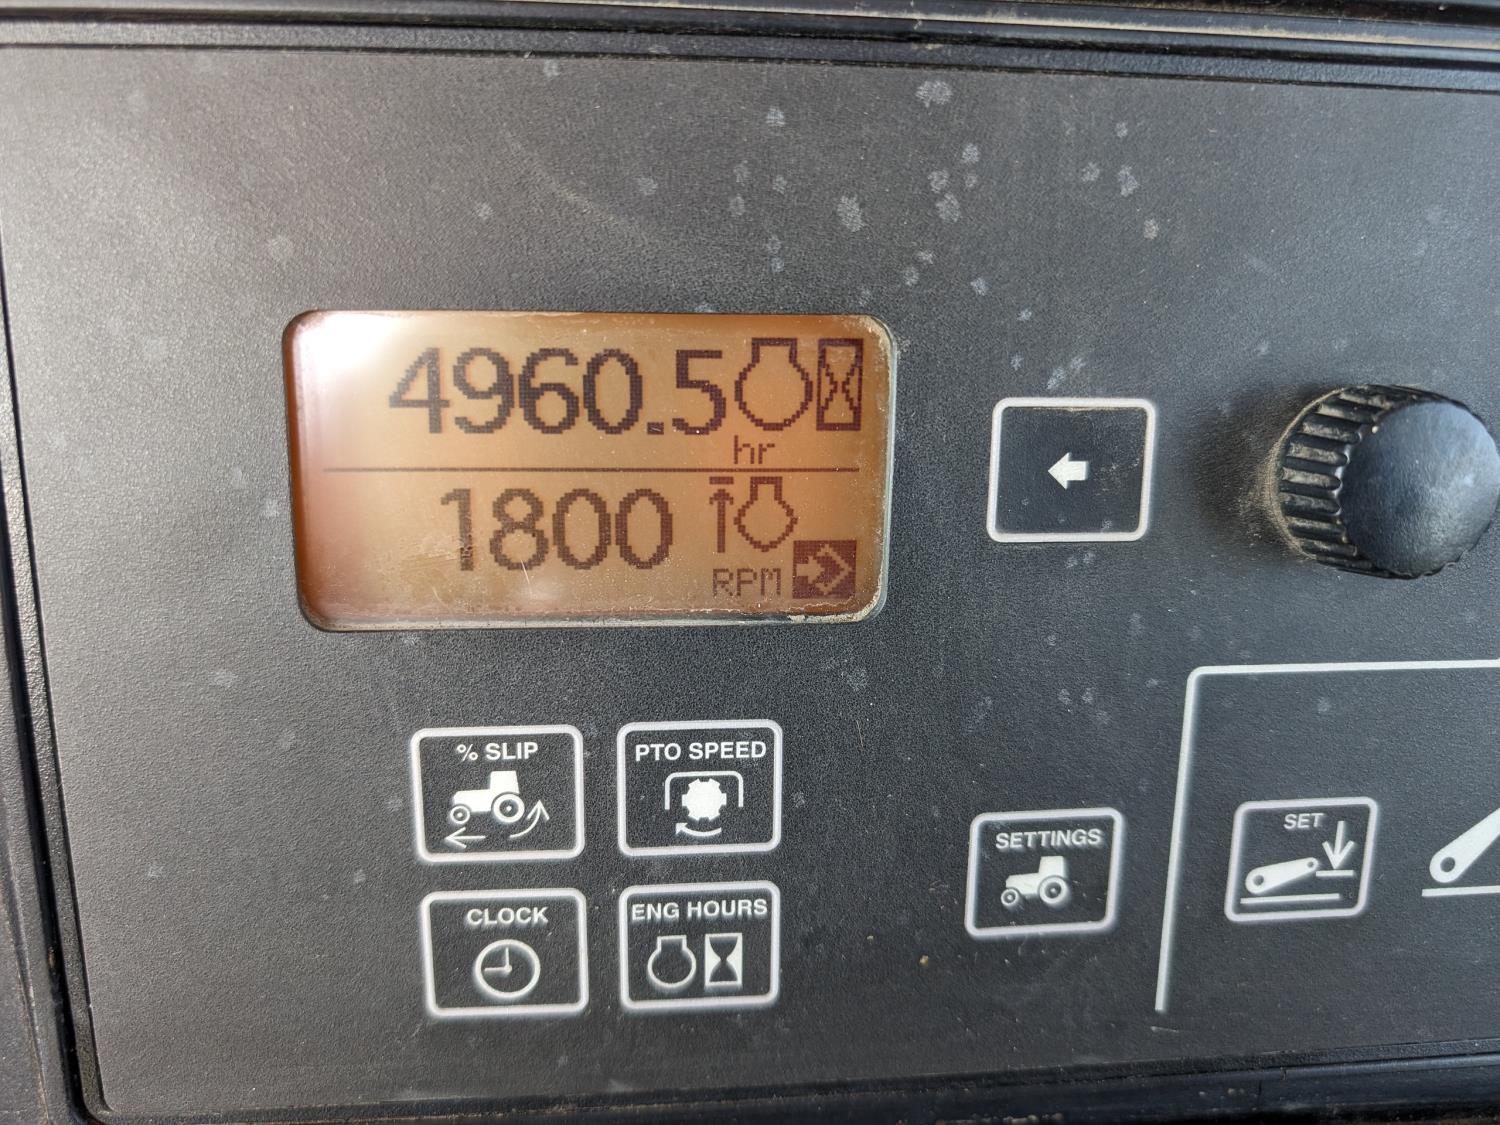 4960.5
hr
1800
RPM
% SLIP
PTO SPEED
CLOCK
ENG HOURS
SETTINGS
SET